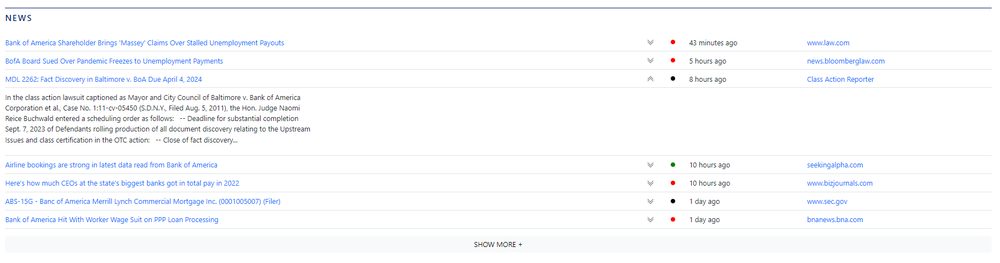 NEWS
Bank of America Shareholder Brings 'Massey' Claims Over Stalled Unemployment Payouts 43 minutes ago www.law.com
BofA Board Sued Over Pandemic Freezes to Unemployment Payments 5 hours ago news.bloomberglaw.com
MDL 2262: Fact Discovery in Baltimore v. BoA Due April 4, 2024 8 hours ago Class Action Reporter
In the class action lawsuit captioned as Mayor and City Council of Baltimore v. Bank of America
Corporation et al., Case No. 1:11-cv-05450 (S.D.N.Y., Filed Aug. 5, 2011), the Hon. Judge Naomi
Reice Buchwald entered a scheduling order as follows: -- Deadline for substantial completion
Sept. 7, 2023 of Defendants rolling production of all document discovery relating to the Upstream
Issues and class certification in the OTC action: -- Close of fact discovery...
Airline bookings are strong in latest data read from Bank of America 10 hours ago seekingalpha.com
Here's how much CEOs at the state's biggest banks got in total pay in 2022 10 hours ago www.bizjournals.com
ABS-15G - Banc of America Merrill Lynch Commercial Mortgage Inc. (0001005007) (Filer) 1 day ago www.sec.gov
Bank of America Hit With Worker Wage Suit on PPP Loan Processing 1 day ago bnanews.bna.com
SHOW MORE +